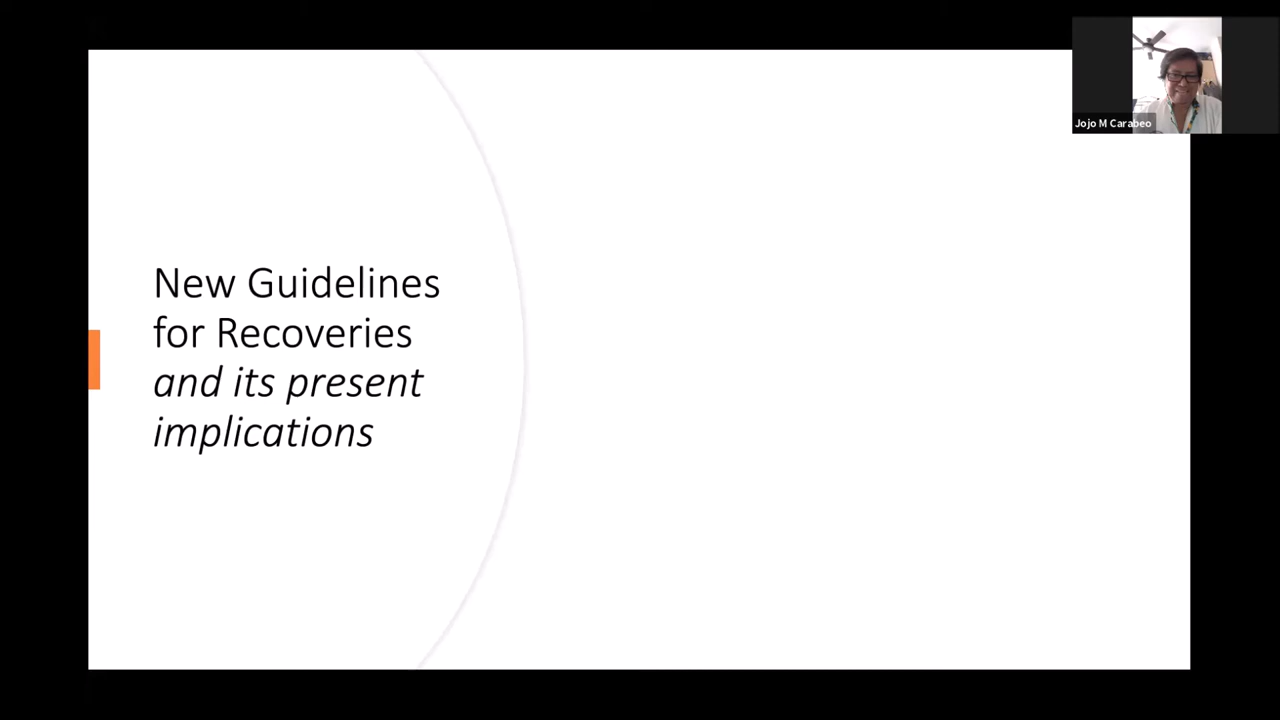 Jojo M Carabeo
New Guidelines
for Recoveries
and its present
implications